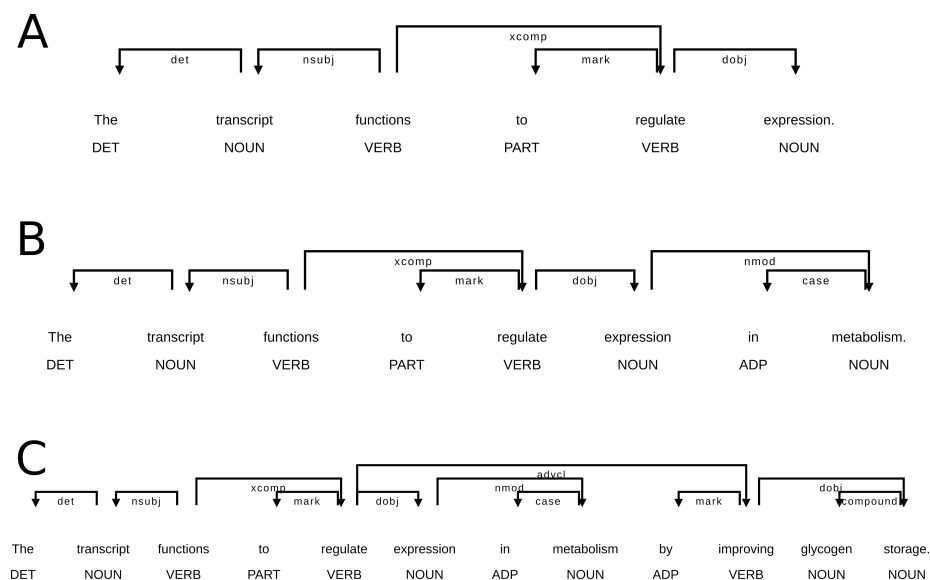 A
xcomp
det nsubj mark dobj
The transcript functions to regulate expression.
DET NOUN VERB PART VERB NOUN
B
xcomp nmod
det nsubj mark dobj case
The transcript functions to regulate expression in metabolism.
DET NOUN VERB PART VERB NOUN ADP NOUN
C
advcl
xcomp nmod dobj
det nsubj mark dobj case mark compound
The transcript functions to regulate expression in metabolism by improving glycogen storage.
DET NOUN VERB PART VERB NOUN ADP NOUN ADP VERB NOUN NOUN